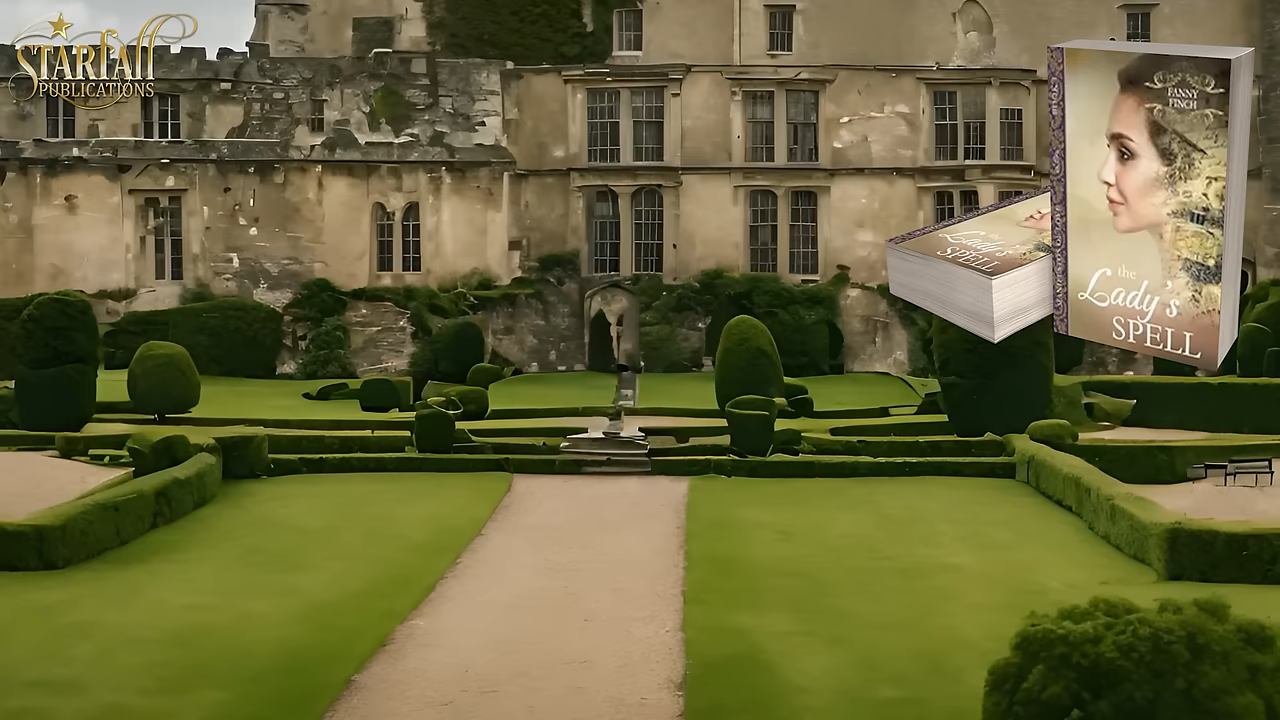 STARfall
PUBLICATIONS
FANNY
FINCH
the
Lady's
SPELL
the
Lady's
SPELL